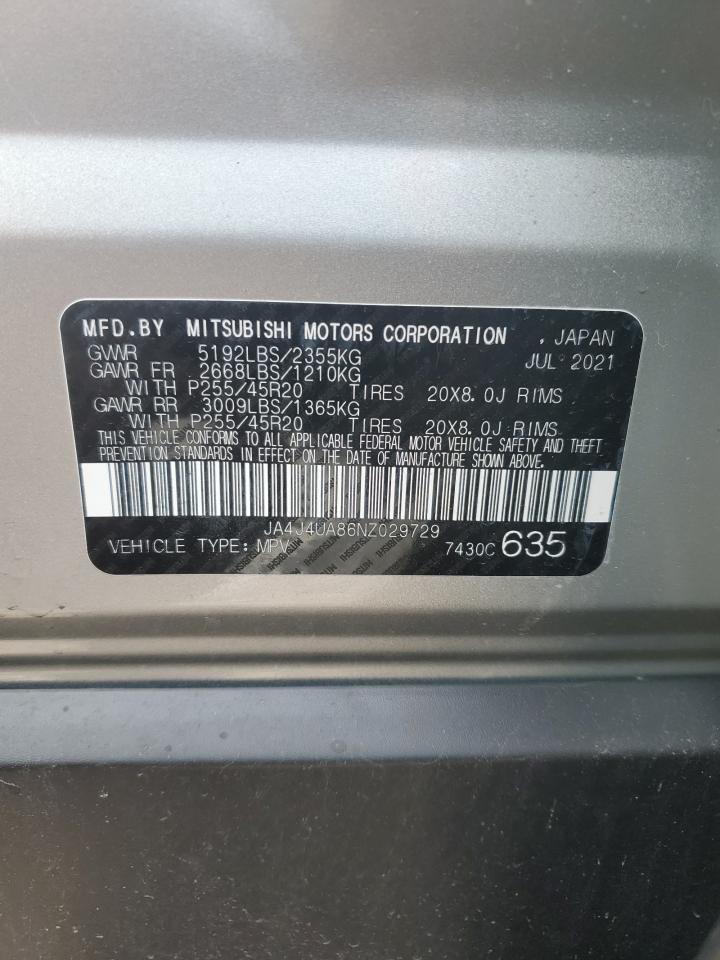 MFD.BY MITSUBISHI MOTORS CORPORATION , JAPAN
GVWR 5192LBS/2355KG JUL 2021
GAWR FR 2668LBS/1210KG
WITH P255/45R20 TIRES 20X8.0J RIMS
GAWR RR 3009LBS/1365KG
WITH P255/45R20 TIRES 20X8.0J RIMS
THIS VEHICLE CONFORMS TO ALL APPLICABLE FEDERAL MOTOR VEHICLE SAFETY AND THEFT
PREVENTION STANDARDS IN EFFECT ON THE DATE OF MANUFACTURE SHOWN ABOVE.
JA4J4UA86NZ029729
VEHICLE TYPE: MPV 7430C 635